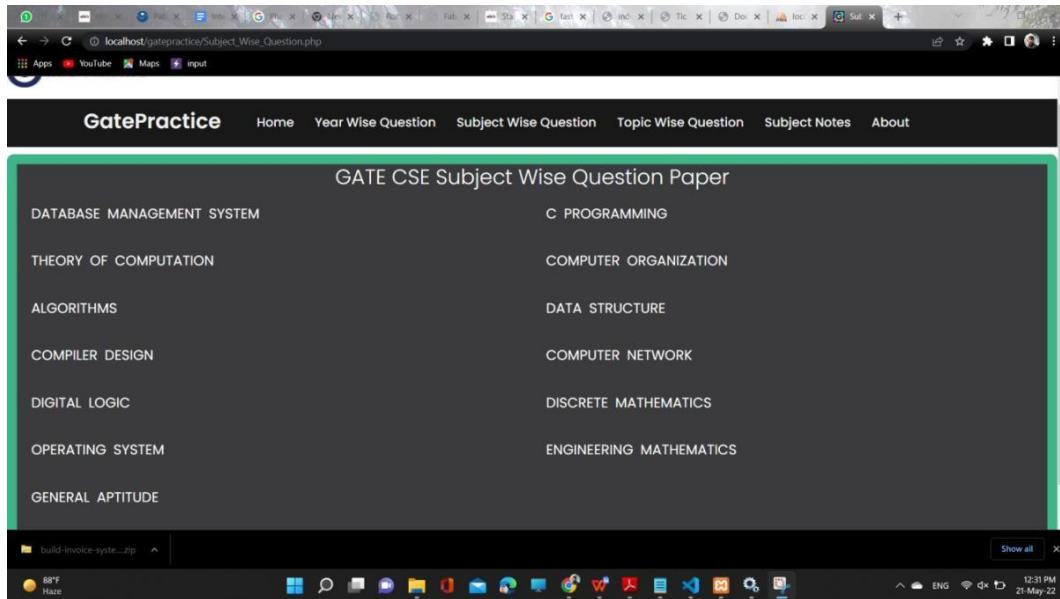 localhost/gatepractice/Subject_Wise_Question.php
Apps YouTube Maps input
GatePractice Home Year Wise Question Subject Wise Question Topic Wise Question Subject Notes About
GATE CSE Subject Wise Question Paper
DATABASE MANAGEMENT SYSTEM C PROGRAMMING
THEORY OF COMPUTATION COMPUTER ORGANIZATION
ALGORITHMS DATA STRUCTURE
COMPILER DESIGN COMPUTER NETWORK
DIGITAL LOGIC DISCRETE MATHEMATICS
OPERATING SYSTEM ENGINEERING MATHEMATICS
GENERAL APTITUDE
build-invoice-syste....zip Show all
88°F
Haze
ENG
12:31 PM
21-May-22